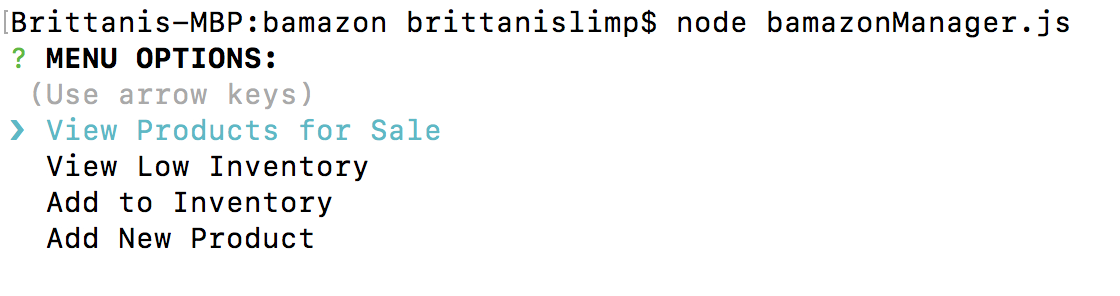 [Brittanis-MBP:bamazon brittanislimp$ node bamazonManager.js
? MENU OPTIONS:
(Use arrow keys)
❯ View Products for Sale
View Low Inventory
Add to Inventory
Add New Product